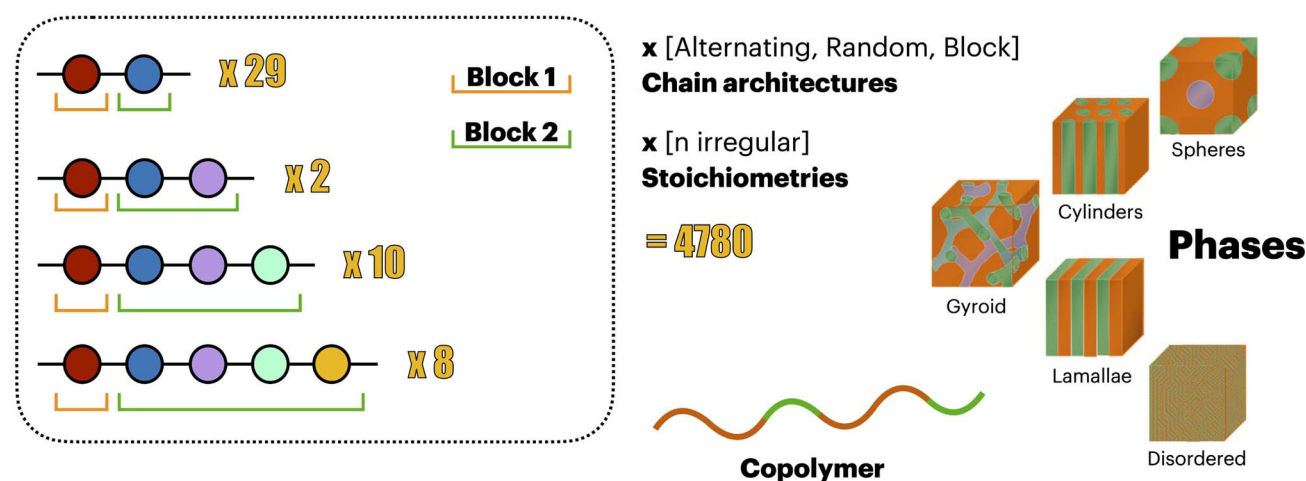 x 29
Block 1
Block 2
x 2
x 10
x 8
x [Alternating, Random, Block]
Chain architectures
x [n irregular]
Stoichiometries
= 4780
Copolymer
Spheres
Cylinders
Phases
Gyroid
Lamallae
Disordered